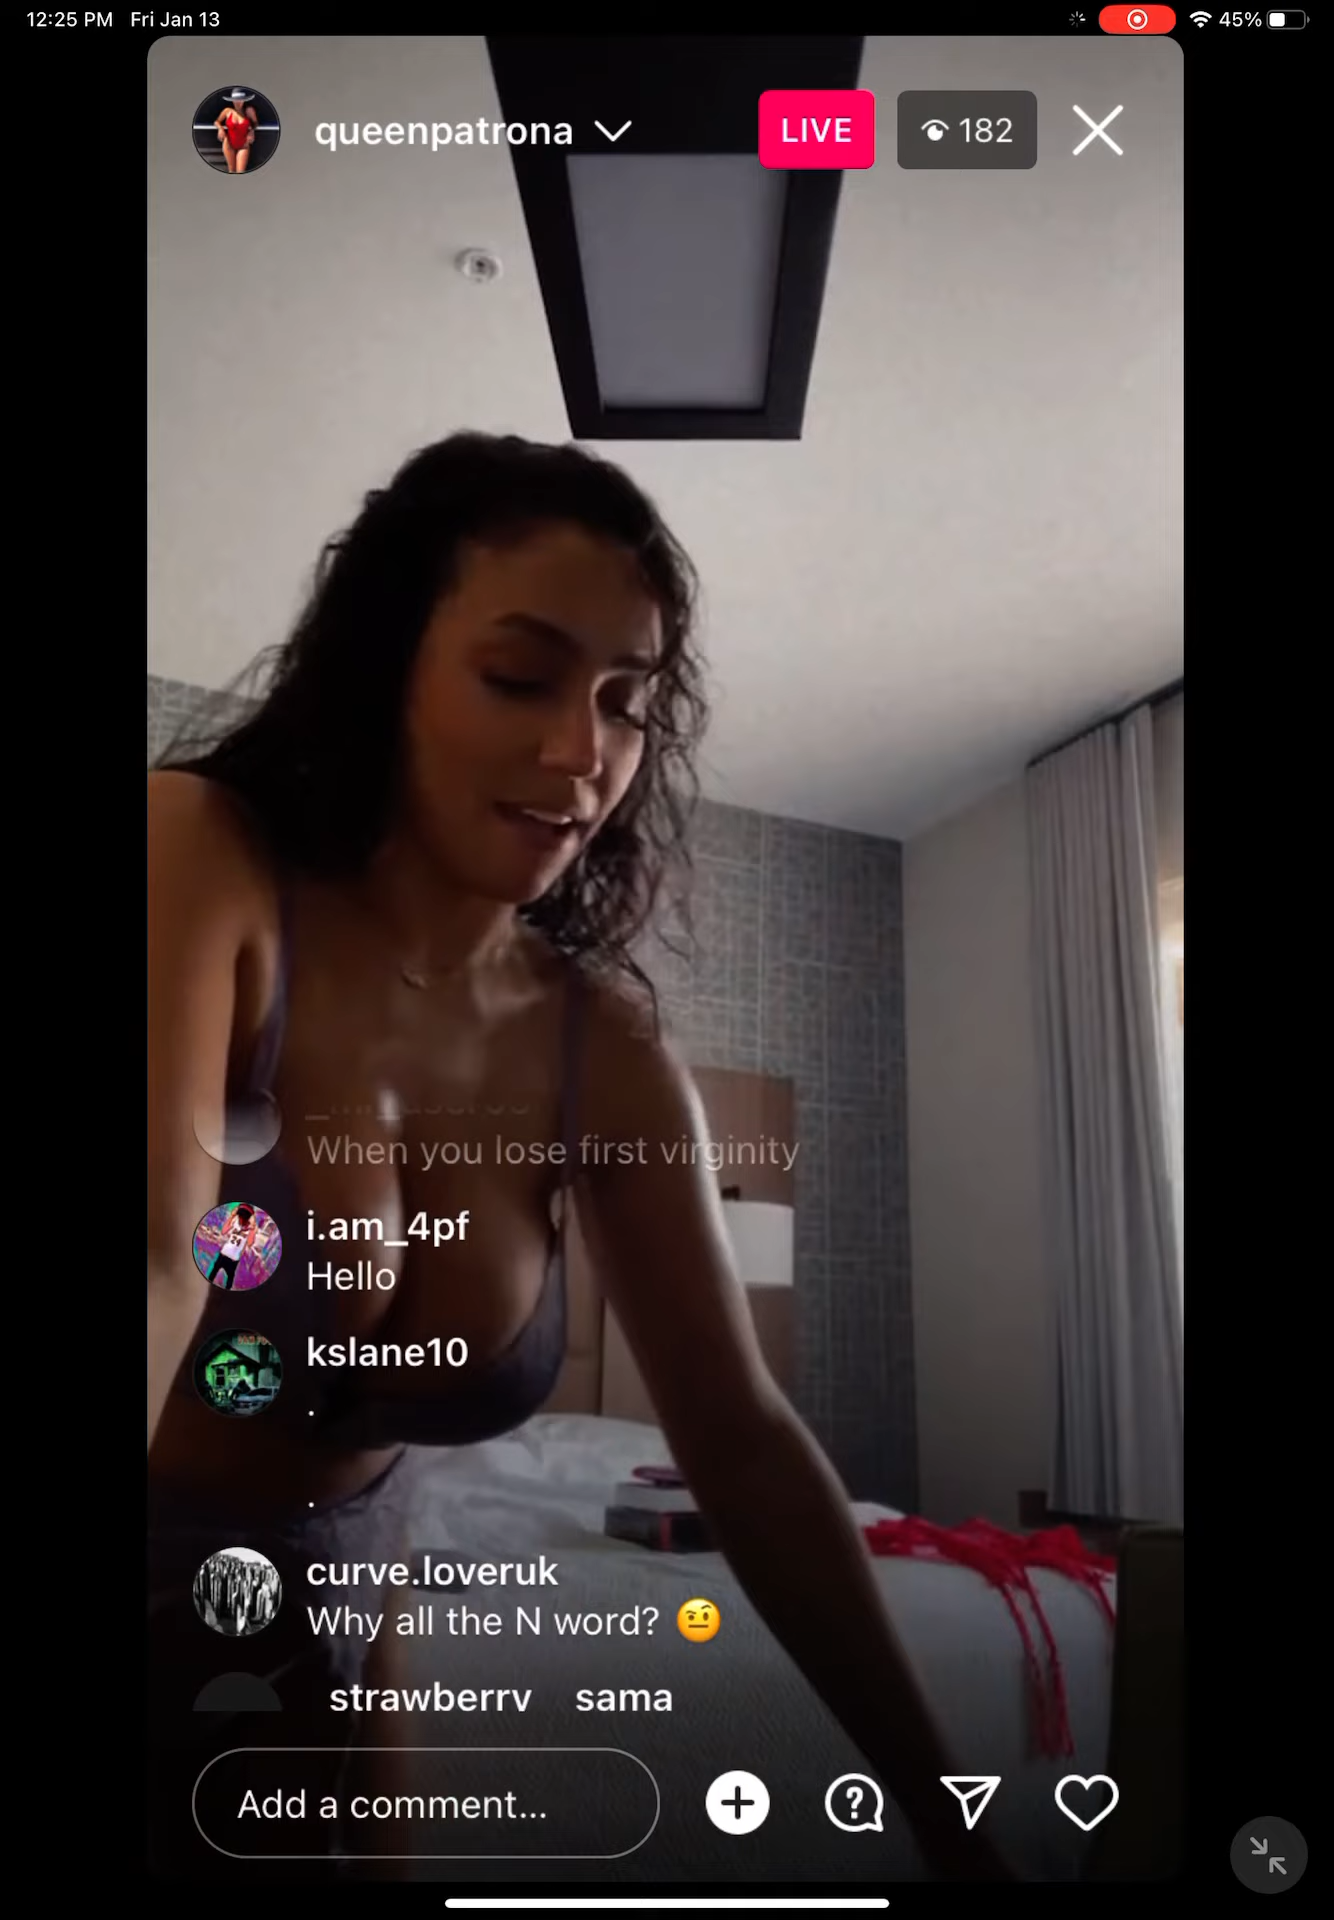 12:25 PM Fri Jan 13 45%
queenpatrona LIVE 182
When you lose first virginity
i.am_4pf
Hello
kslane10
.
.
curve.loveruk
Why all the N word? 🤨
sama
Add a comment...